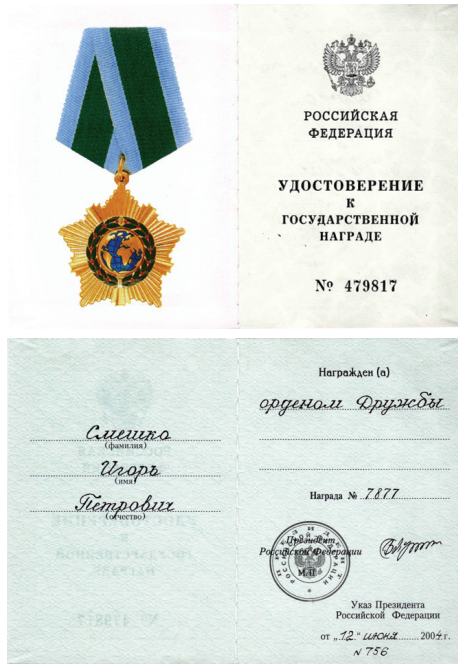 РОССИЙСКАЯ
ФЕДЕРАЦИЯ
УДОСТОВЕРЕНИЕ
К
ГОСУДАРСТВЕННОЙ
НАГРАДЕ
№ 479817
Смешко
(фамилия)
Игорь
(имя)
Петрович
(отчество)
Награжден (а)
орденом Дружбы
Награда № 7877
Президент
Российской Федерации
М.П.
Указ Президента
Российской Федерации
от „12“ июня 2004 г.
N 756